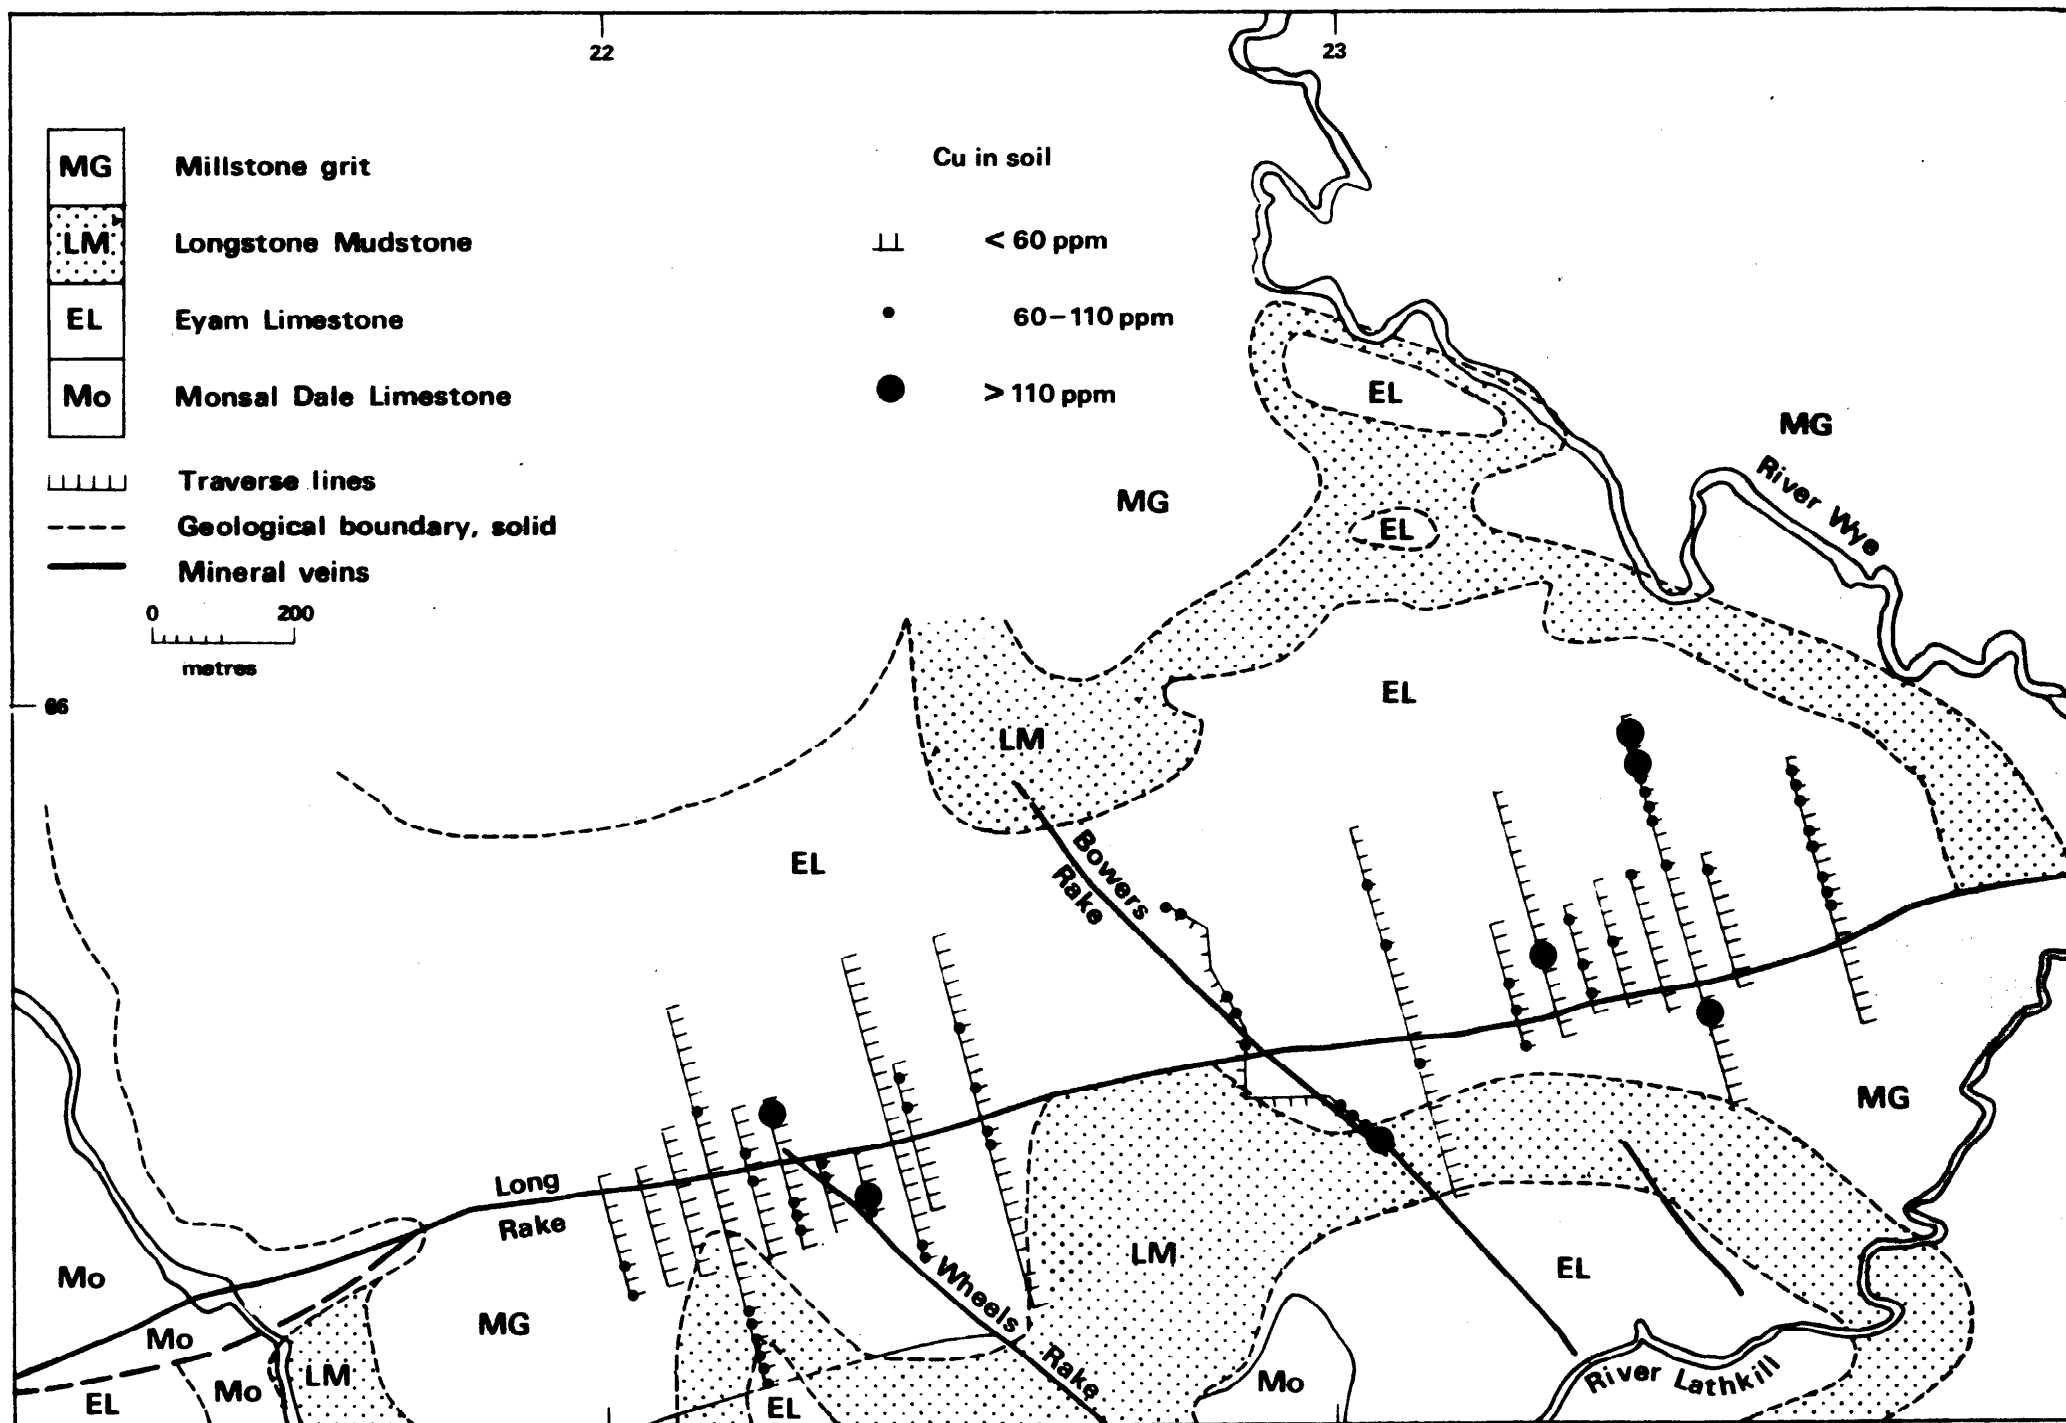 22
23
MG Millstone grit
LM Longstone Mudstone
EL Eyam Limestone
Mo Monsal Dale Limestone
Traverse lines
Geological boundary, solid
Mineral veins
0 200
metres
Cu in soil
< 60 ppm
60–110 ppm
> 110 ppm
EL
MG
River Wye
MG
EL
86
EL
LM
EL
Bowers
Rake
MG
Long
Rake
LM
EL
Mo
MG
Wheels
Rake
Mo
LM
Mo
EL
EL
Mo
River Lathkill